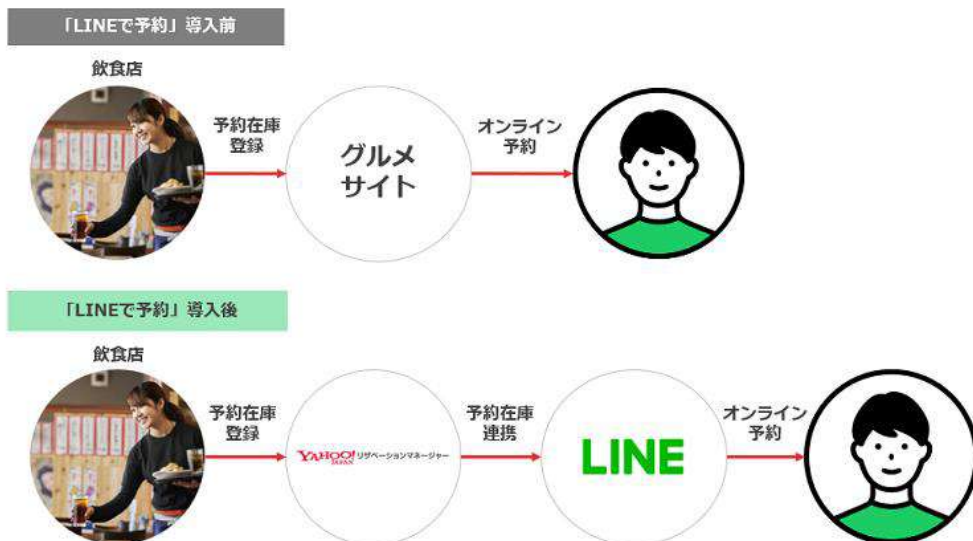 「LINEで予約」導入前
飲食店
予約在庫
登録
グルメ
サイト
オンライン
予約
「LINEで予約」導入後
飲食店
予約在庫
登録
YAHOO! JAPAN リザベーションマネージャー
予約在庫
連携
LINE
オンライン
予約